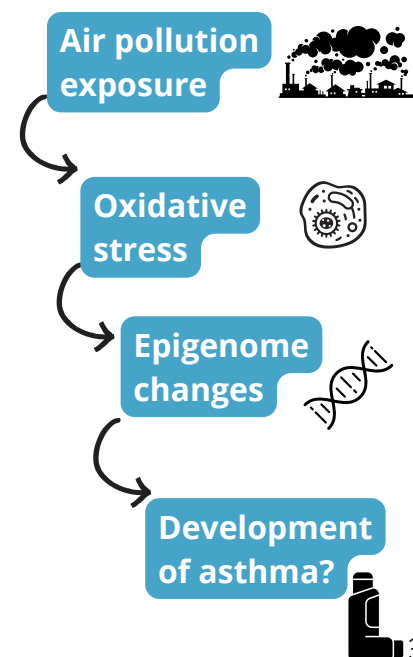 Air pollution
exposure
Oxidative
stress
Epigenome
changes
Development
of asthma?